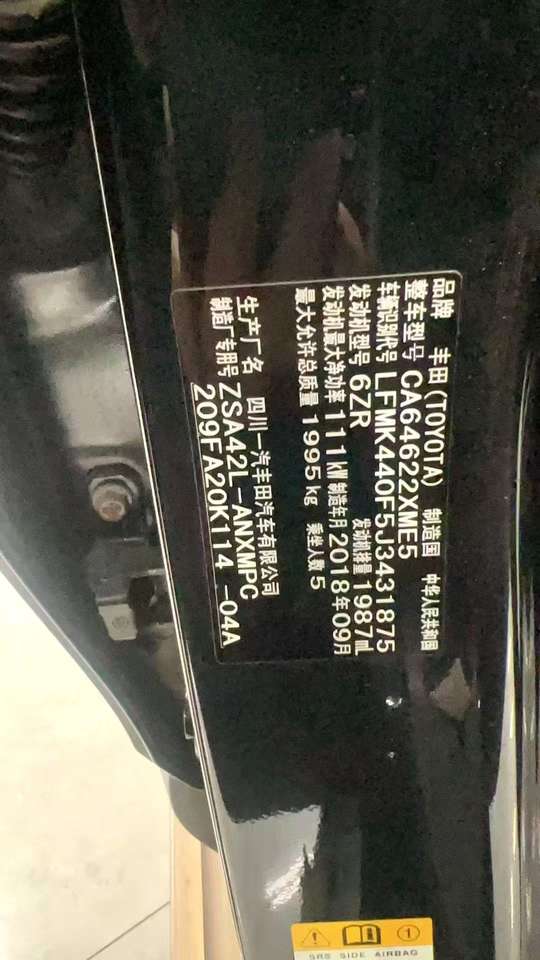 品牌 丰田(TOYOTA) 制造国 中华人民共和国
整车型号 CA64622XME5
车辆识别代号 LFMK440F5J3431875
发动机型号 6ZR 发动机排量 1987mL
发动机最大净功率 111kW 制造年月 2018年09月
最大允许总质量 1995kg 乘坐人数 5
生产厂名 四川一汽丰田汽车有限公司
制造厂专用号 ZSA42L-ANXMPC
209FA20K114 -04A
SRS SIDE AIRBAG